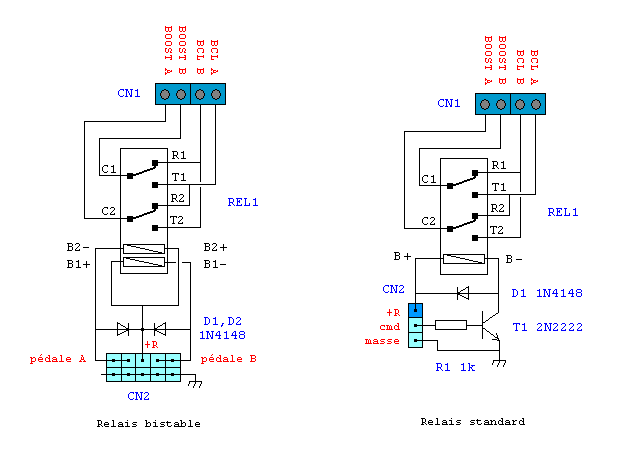 BOOST A
BOOST B
BCL B
BCL A
CN1
R1
C1
T1
R2
REL1
C2
T2
B2-
B2+
B1+
B1-
D1,D2
1N4148
+R
pédale A
pédale B
CN2
Relais bistable
BOOST A
BOOST B
BCL B
BCL A
CN1
R1
C1
T1
R2
REL1
C2
T2
B+
B-
CN2
D1 1N4148
+R
cmd
T1 2N2222
masse
R1 1k
Relais standard